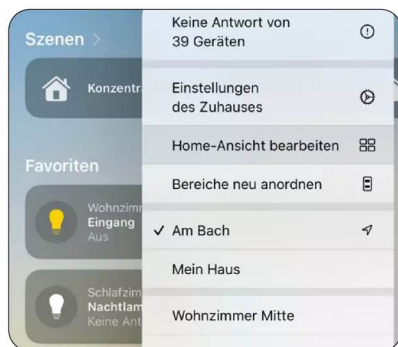 Szenen >
Konzentr
Favoriten
Wohnzimm
Eingang
Aus
Schlafzim
Nachtlam
Keine Ant
Keine Antwort von
39 Geräten
Einstellungen
des Zuhauses
Home-Ansicht bearbeiten
Bereiche neu anordnen
✓ Am Bach
Mein Haus
Wohnzimmer Mitte